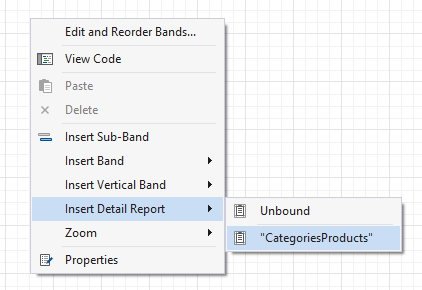 Edit and Reorder Bands...
View Code
Paste
Delete
Insert Sub-Band
Insert Band
Insert Vertical Band
Insert Detail Report
Unbound
"CategoriesProducts"
Zoom
Properties